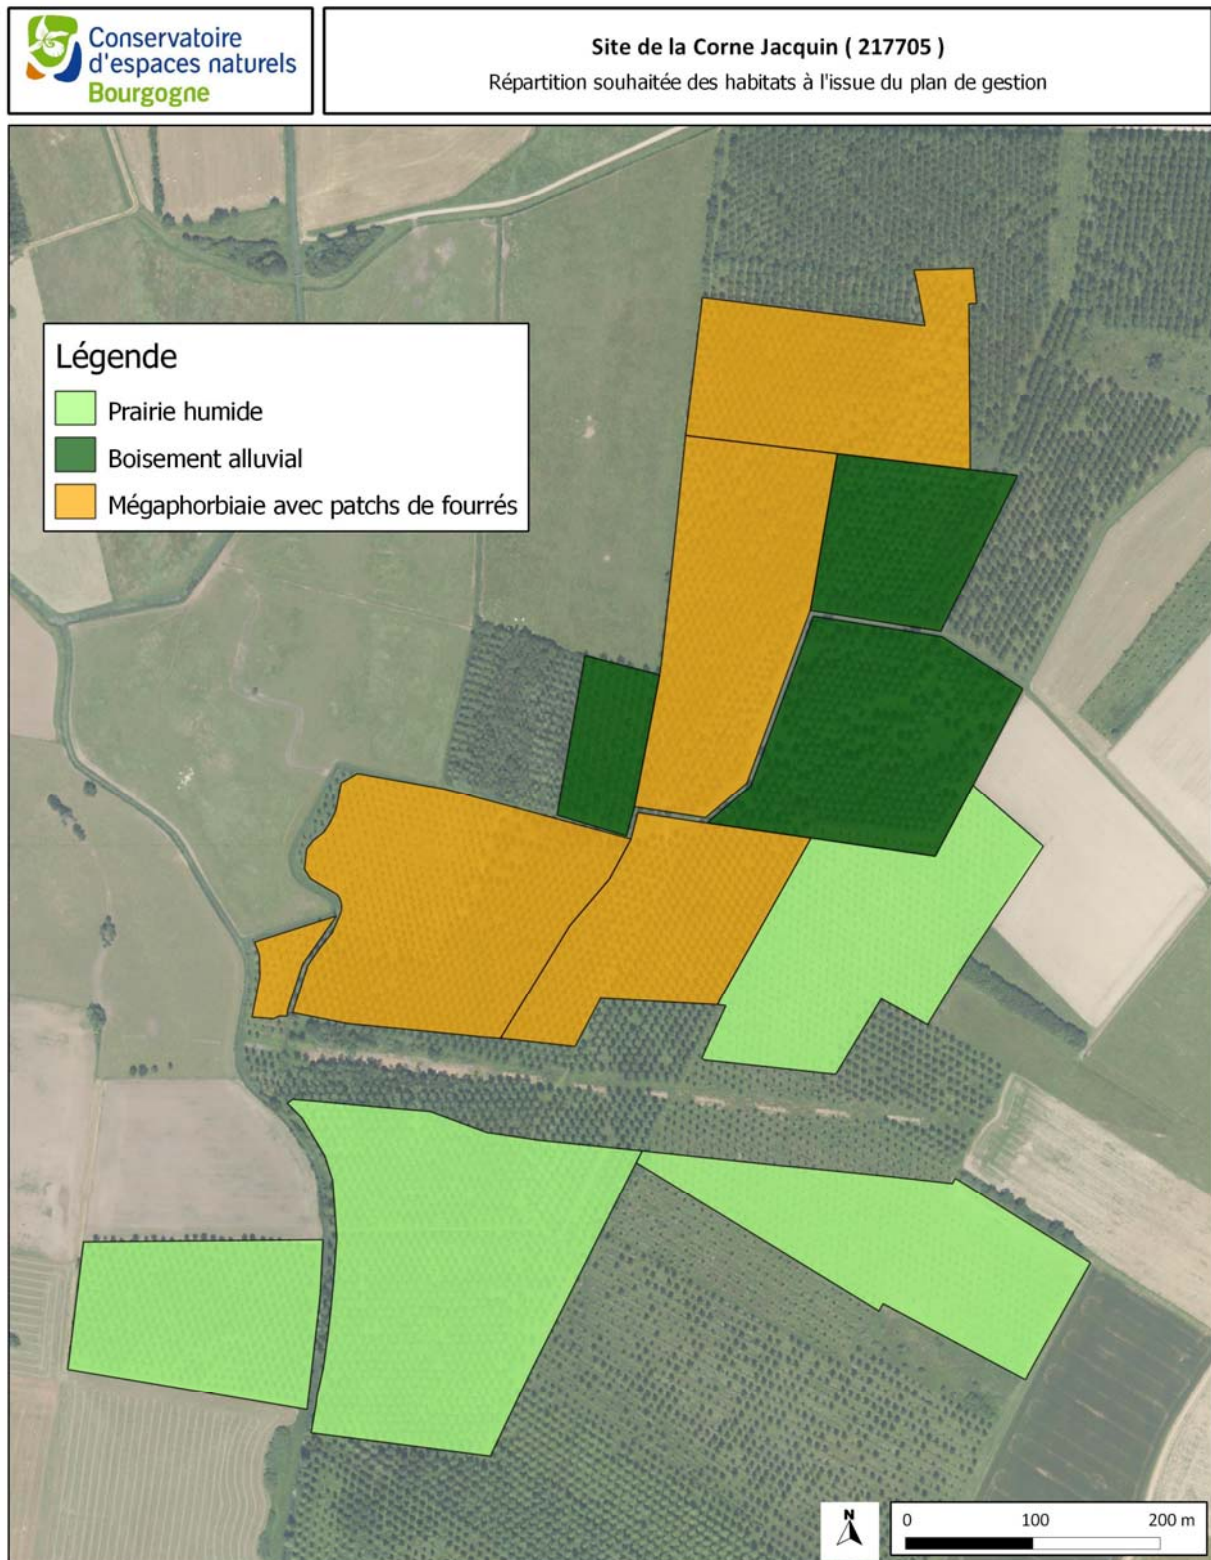 Conservatoire
d'espaces naturels
Bourgogne
Site de la Corne Jacquin ( 217705 )
Répartition souhaitée des habitats à l'issue du plan de gestion
Légende
Prairie humide
Boisement alluvial
Mégaphorbiaie avec patchs de fourrés
N
0 100 200 m